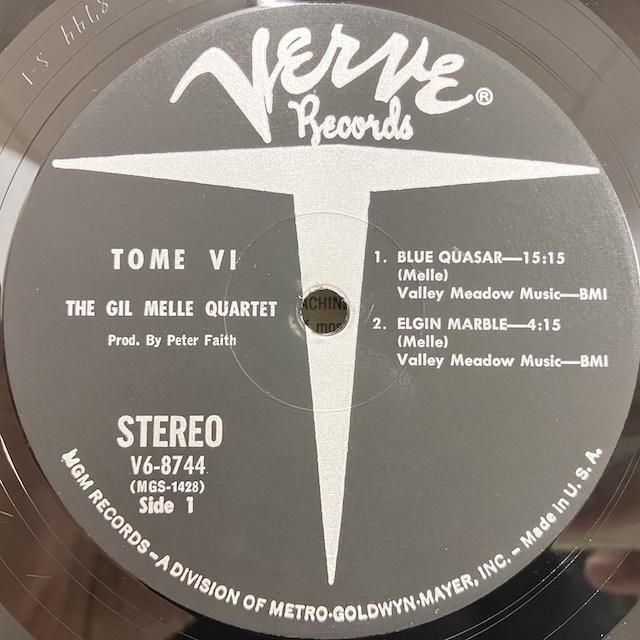 8744 S-1
VERVE®
Records
TOME VI
THE GIL MELLE QUARTET
Prod. By Peter Faith
1. BLUE QUASAR—15:15
(Melle)
Valley Meadow Music—BMI
2. ELGIN MARBLE—4:15
(Melle)
Valley Meadow Music—BMI
STEREO
V6-8744
(MGS-1428)
Side 1
MGM RECORDS – A DIVISION OF METRO-GOLDWYN-MAYER, INC. – Made in U.S.A.